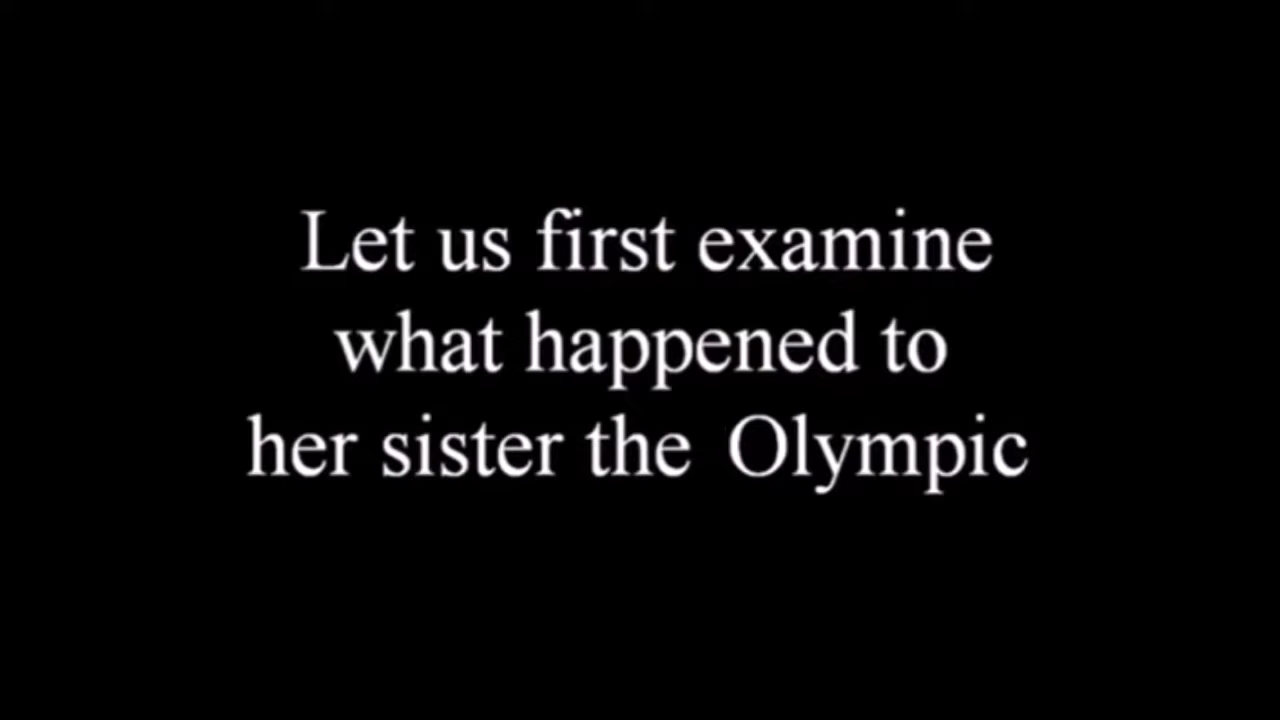 Let us first examine
what happened to
her sister the Olympic